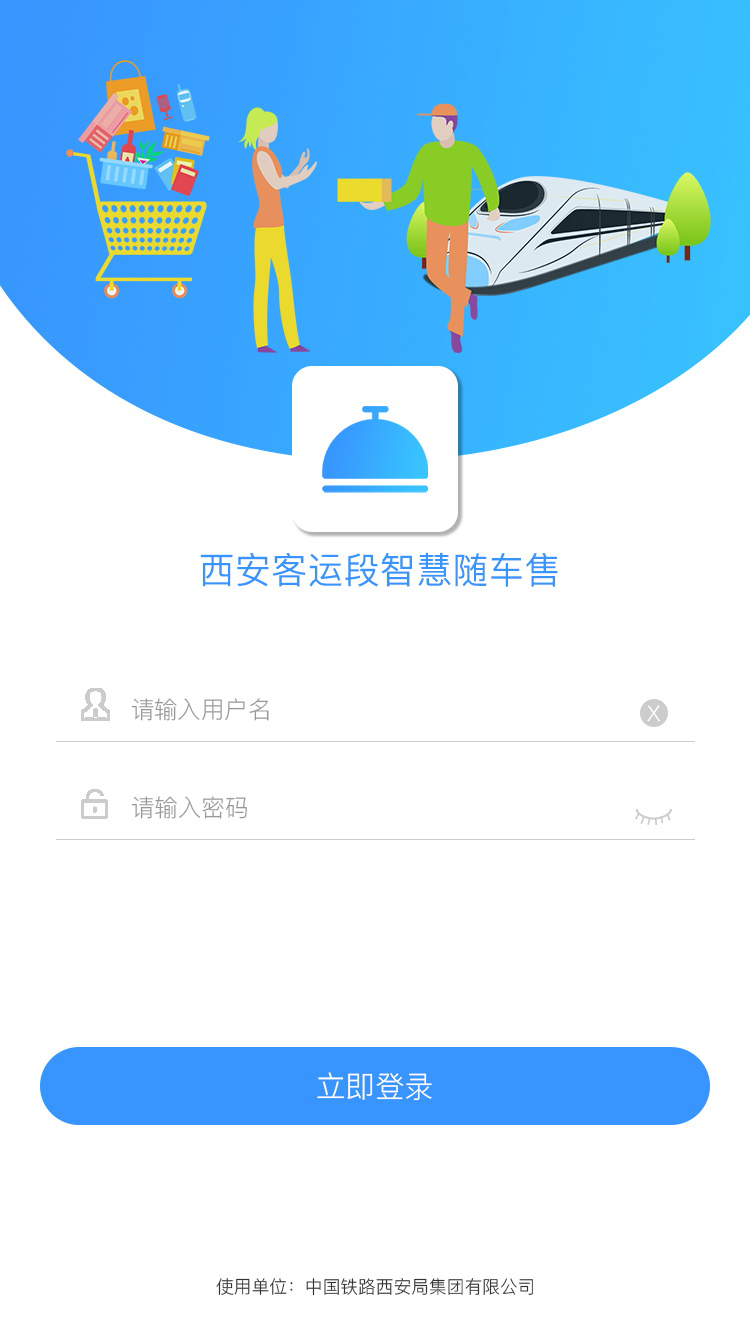 西安客运段智慧随车售
请输入用户名
X
请输入密码
立即登录
使用单位：中国铁路西安局集团有限公司